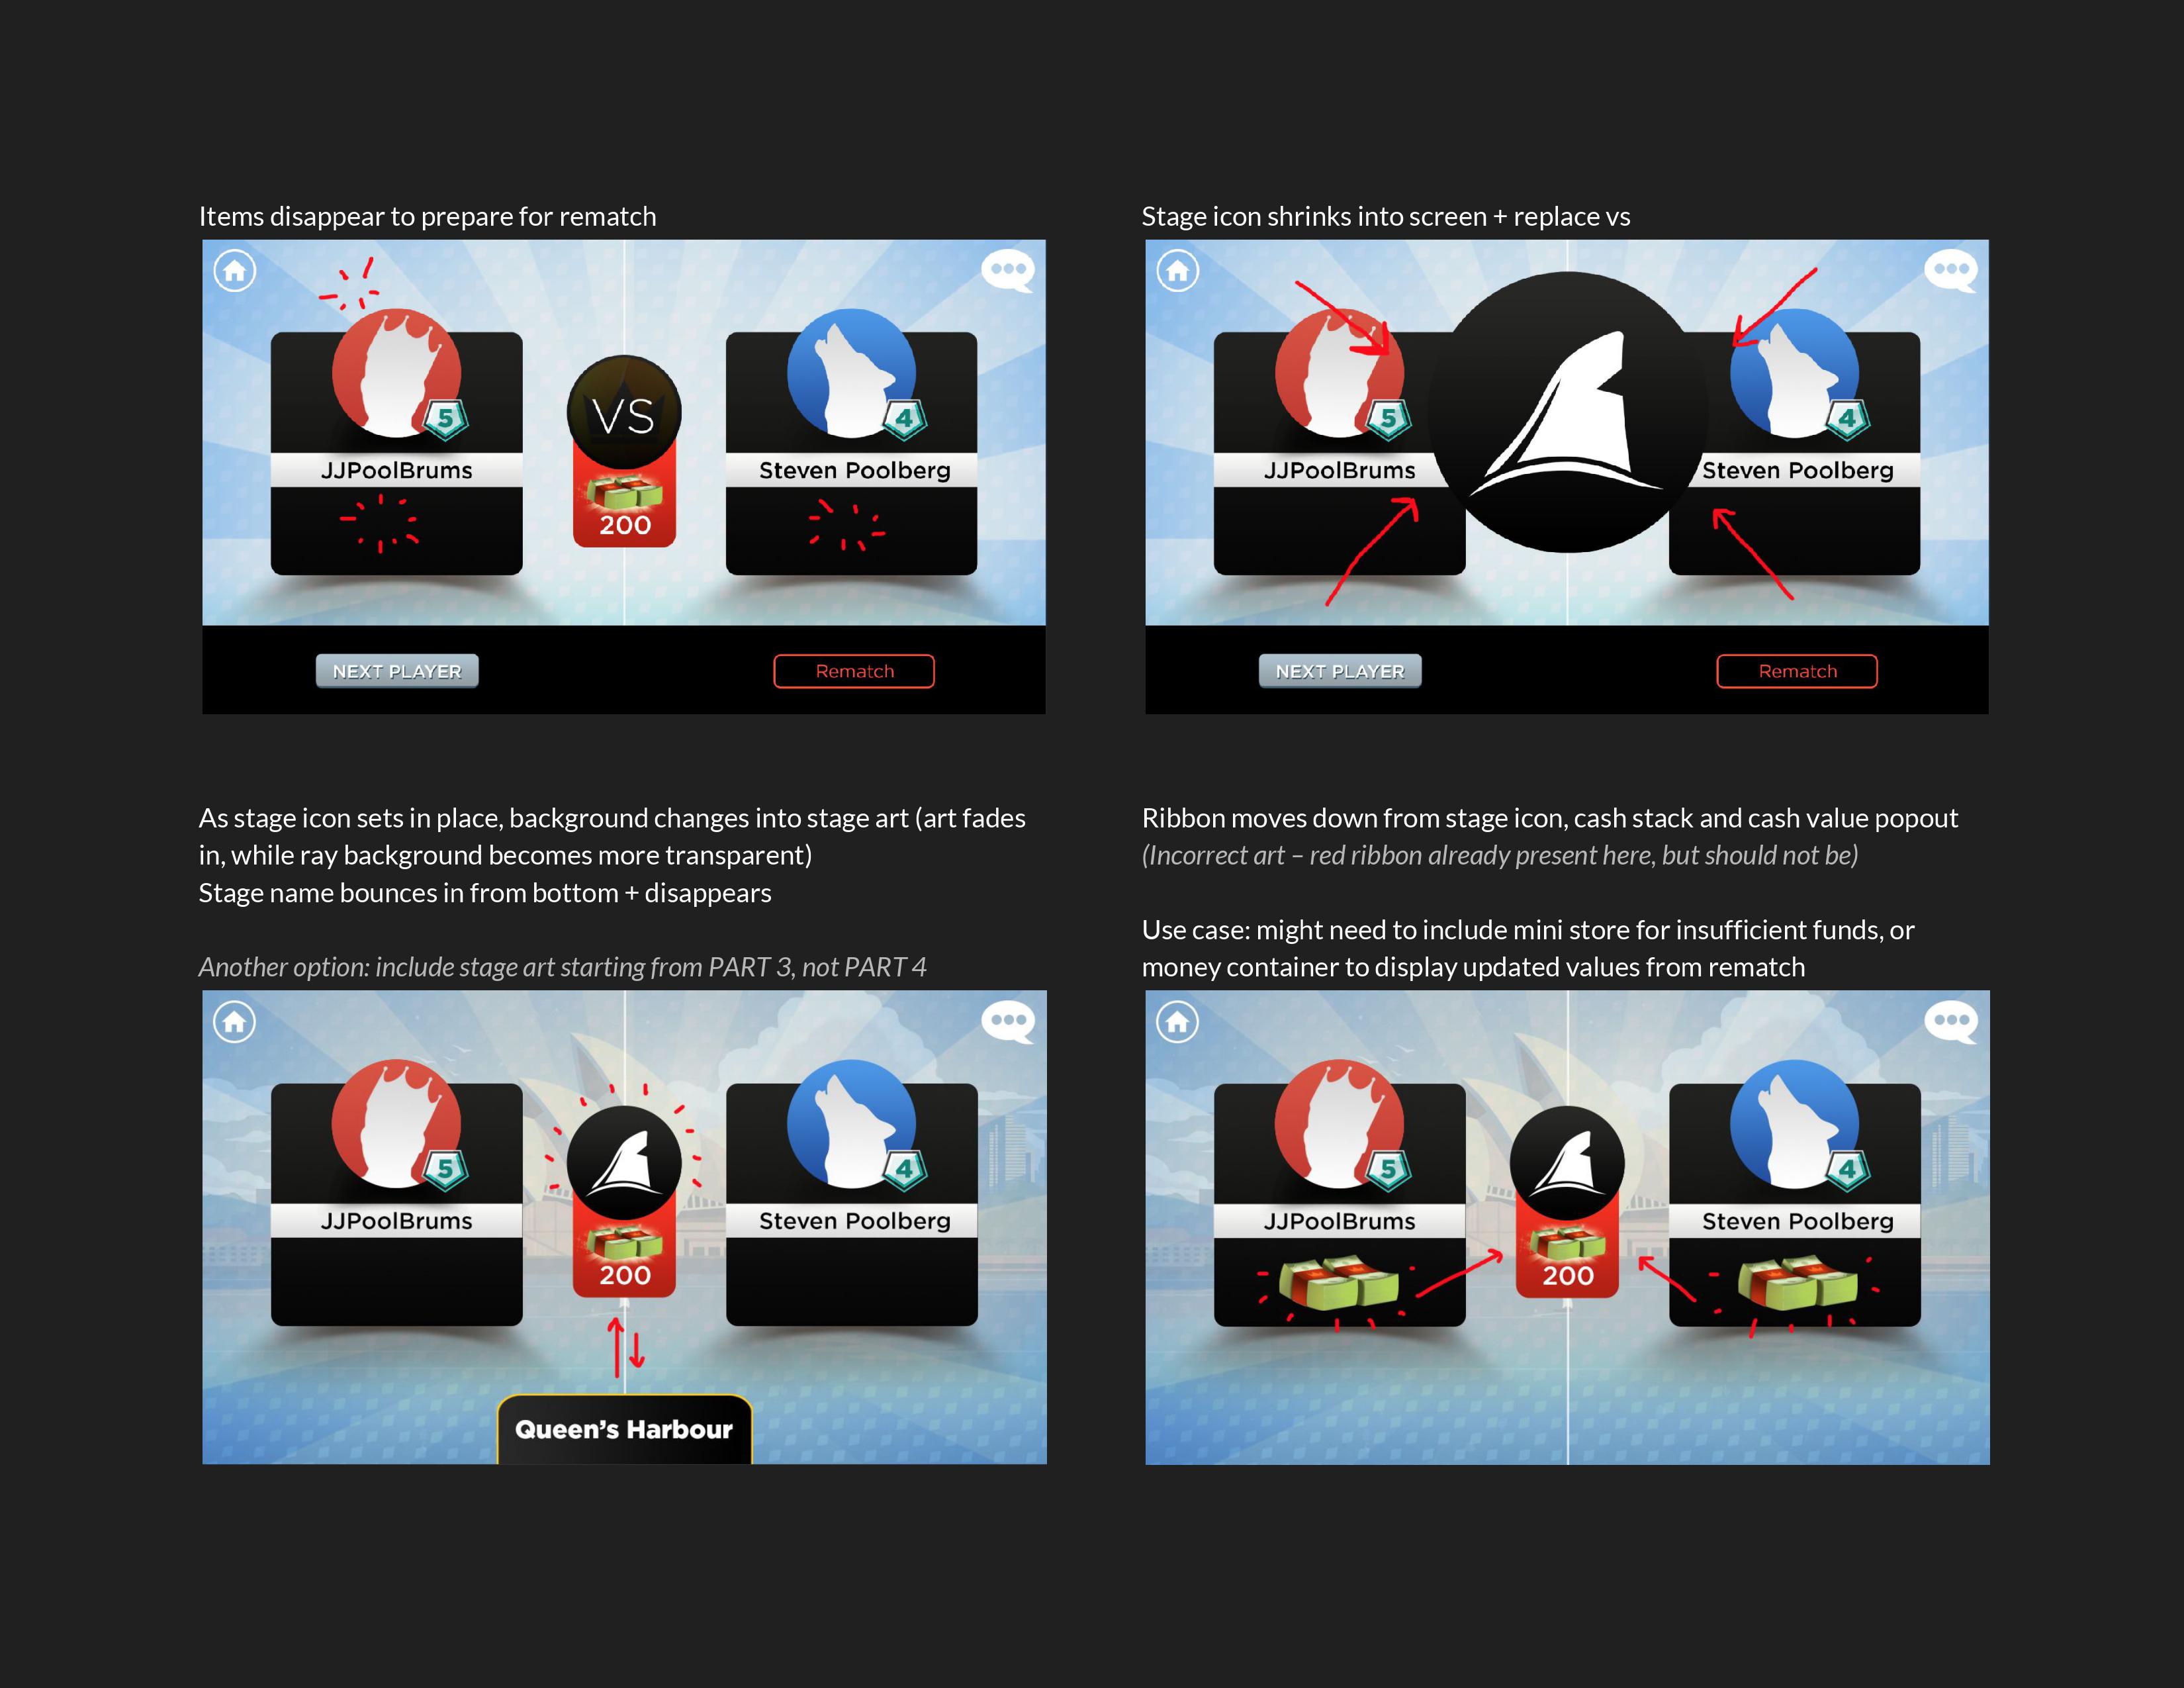 Items disappear to prepare for rematch
5
VS
4
JJPoolBrums
Steven Poolberg
200
NEXT PLAYER
Rematch
Stage icon shrinks into screen + replace vs
5
4
JJPoolBrums
Steven Poolberg
NEXT PLAYER
Rematch
As stage icon sets in place, background changes into stage art (art fades
in, while ray background becomes more transparent)
Stage name bounces in from bottom + disappears
Another option: include stage art starting from PART 3, not PART 4
5
4
JJPoolBrums
Steven Poolberg
200
Queen's Harbour
Ribbon moves down from stage icon, cash stack and cash value popout
(Incorrect art – red ribbon already present here, but should not be)
Use case: might need to include mini store for insufficient funds, or
money container to display updated values from rematch
5
4
JJPoolBrums
Steven Poolberg
200